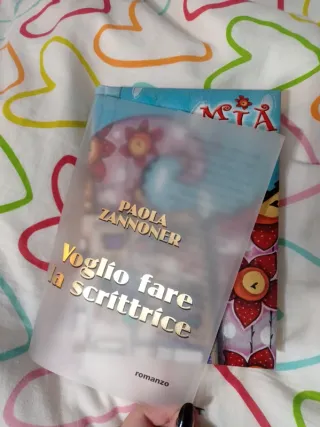 MIA
PAOLA
ZANNONER
Voglio fare
la scrittrice
romanzo